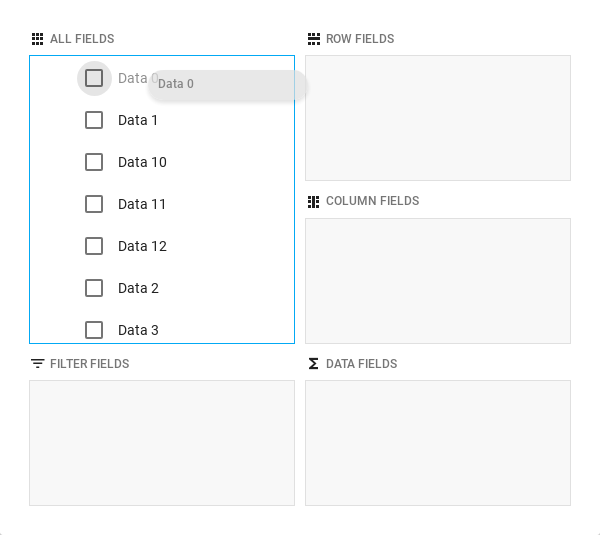 ALL FIELDS
Data 0
Data 0
Data 1
Data 10
Data 11
Data 12
Data 2
Data 3
ROW FIELDS
COLUMN FIELDS
FILTER FIELDS
DATA FIELDS